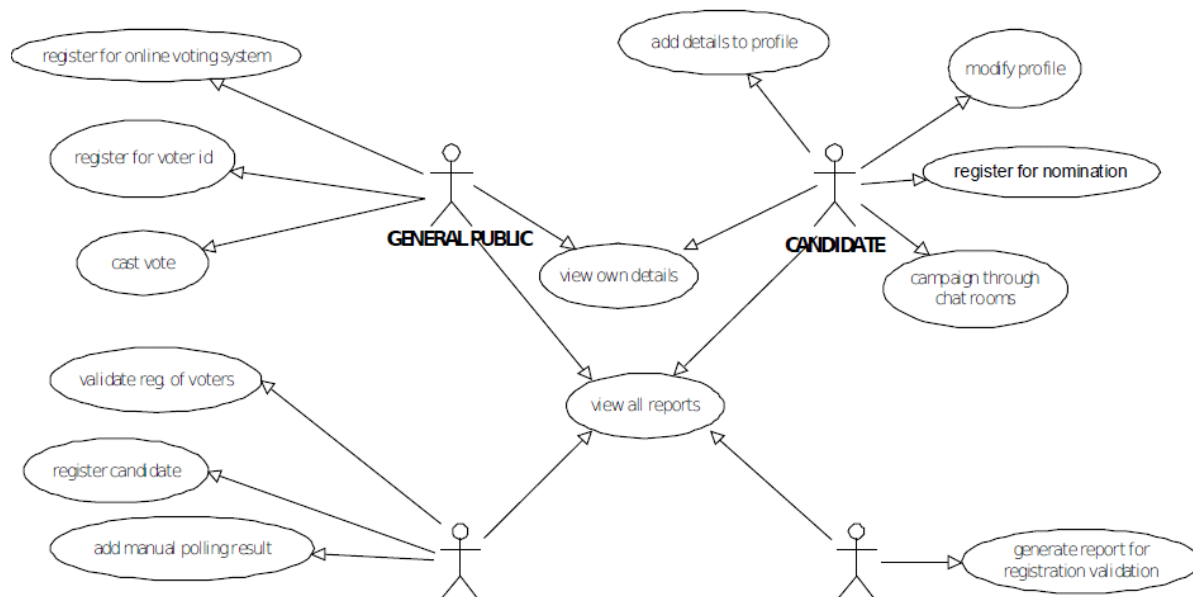 register for online voting system
add details to profile
modify profile
register for voter id
register for nomination
GENERAL PUBLIC
CANDIDATE
cast vote
view own details
campaign through
chat rooms
validate reg. of voters
view all reports
register candidate
add manual polling result
generate report for
registration validation